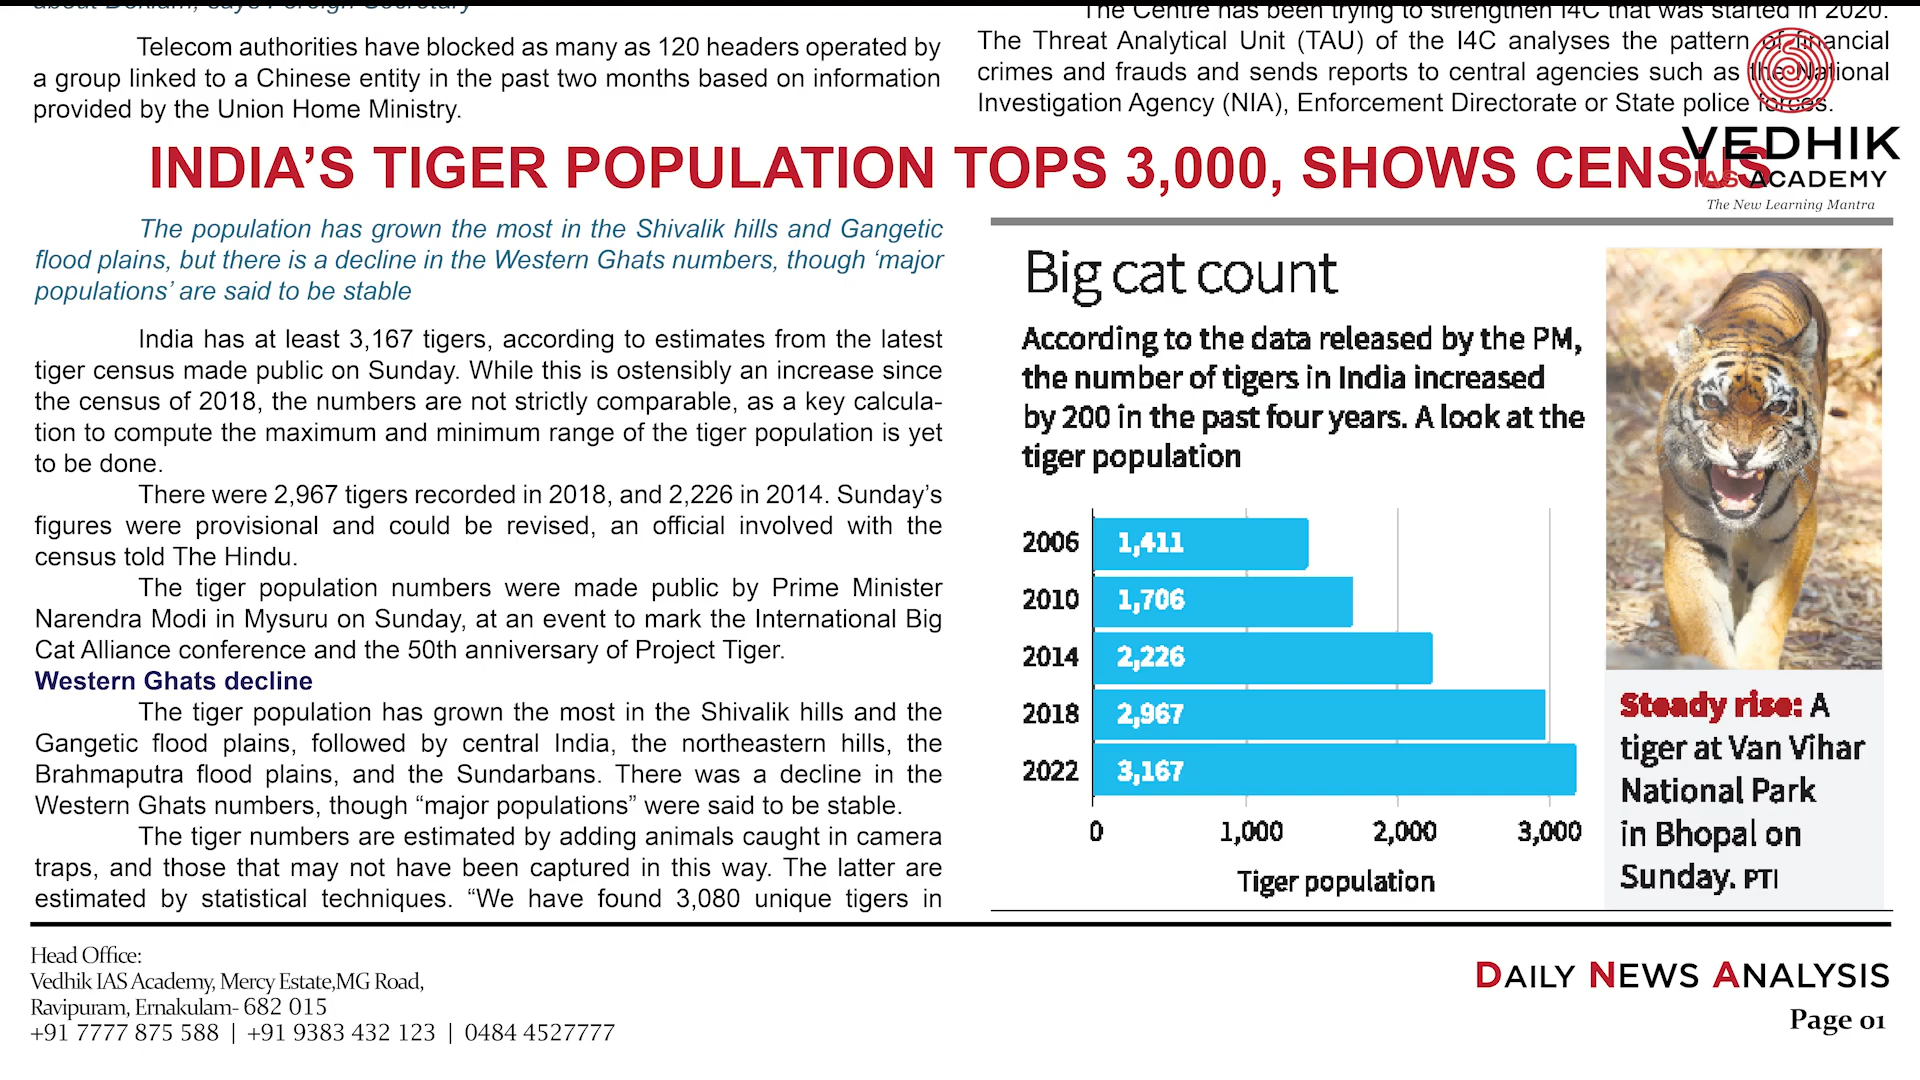 about Doklam, says Foreign Secretary
Telecom authorities have blocked as many as 120 headers operated by
a group linked to a Chinese entity in the past two months based on information
provided by the Union Home Ministry.
The Centre has been trying to strengthen I4C that was started in 2020.
The Threat Analytical Unit (TAU) of the I4C analyses the pattern of financial
crimes and frauds and sends reports to central agencies such as the National
Investigation Agency (NIA), Enforcement Directorate or State police forces.
VEDHIK
IAS ACADEMY
The New Learning Mantra
INDIA’S TIGER POPULATION TOPS 3,000, SHOWS CENSUS
The population has grown the most in the Shivalik hills and Gangetic
flood plains, but there is a decline in the Western Ghats numbers, though ‘major
populations’ are said to be stable
India has at least 3,167 tigers, according to estimates from the latest
tiger census made public on Sunday. While this is ostensibly an increase since
the census of 2018, the numbers are not strictly comparable, as a key calcula-
tion to compute the maximum and minimum range of the tiger population is yet
to be done.
There were 2,967 tigers recorded in 2018, and 2,226 in 2014. Sunday’s
figures were provisional and could be revised, an official involved with the
census told The Hindu.
The tiger population numbers were made public by Prime Minister
Narendra Modi in Mysuru on Sunday, at an event to mark the International Big
Cat Alliance conference and the 50th anniversary of Project Tiger.
Western Ghats decline
The tiger population has grown the most in the Shivalik hills and the
Gangetic flood plains, followed by central India, the northeastern hills, the
Brahmaputra flood plains, and the Sundarbans. There was a decline in the
Western Ghats numbers, though “major populations” were said to be stable.
The tiger numbers are estimated by adding animals caught in camera
traps, and those that may not have been captured in this way. The latter are
estimated by statistical techniques. “We have found 3,080 unique tigers in
Big cat count
According to the data released by the PM,
the number of tigers in India increased
by 200 in the past four years. A look at the
tiger population
2006 1,411
2010 1,706
2014 2,226
2018 2,967
2022 3,167
0 1,000 2,000 3,000
Tiger population
Steady rise: A
tiger at Van Vihar
National Park
in Bhopal on
Sunday. PTI
Head Office:
Vedhik IAS Academy, Mercy Estate,MG Road,
Ravipuram, Ernakulam- 682 015
+91 7777 875 588 | +91 9383 432 123 | 0484 4527777
DAILY NEWS ANALYSIS
Page 01